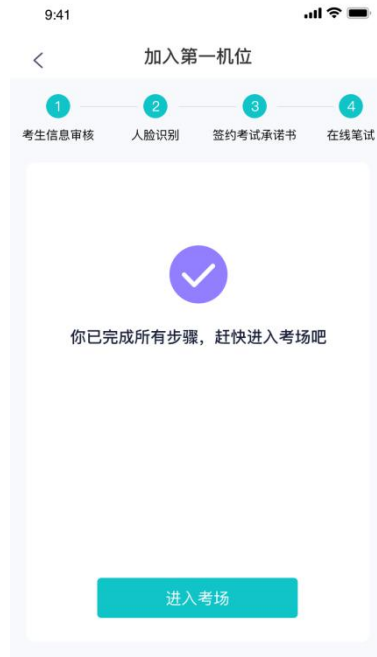 9:41
加入第一机位
1 2 3 4
考生信息审核 人脸识别 签约考试承诺书 在线笔试
你已完成所有步骤，赶快进入考场吧
进入考场